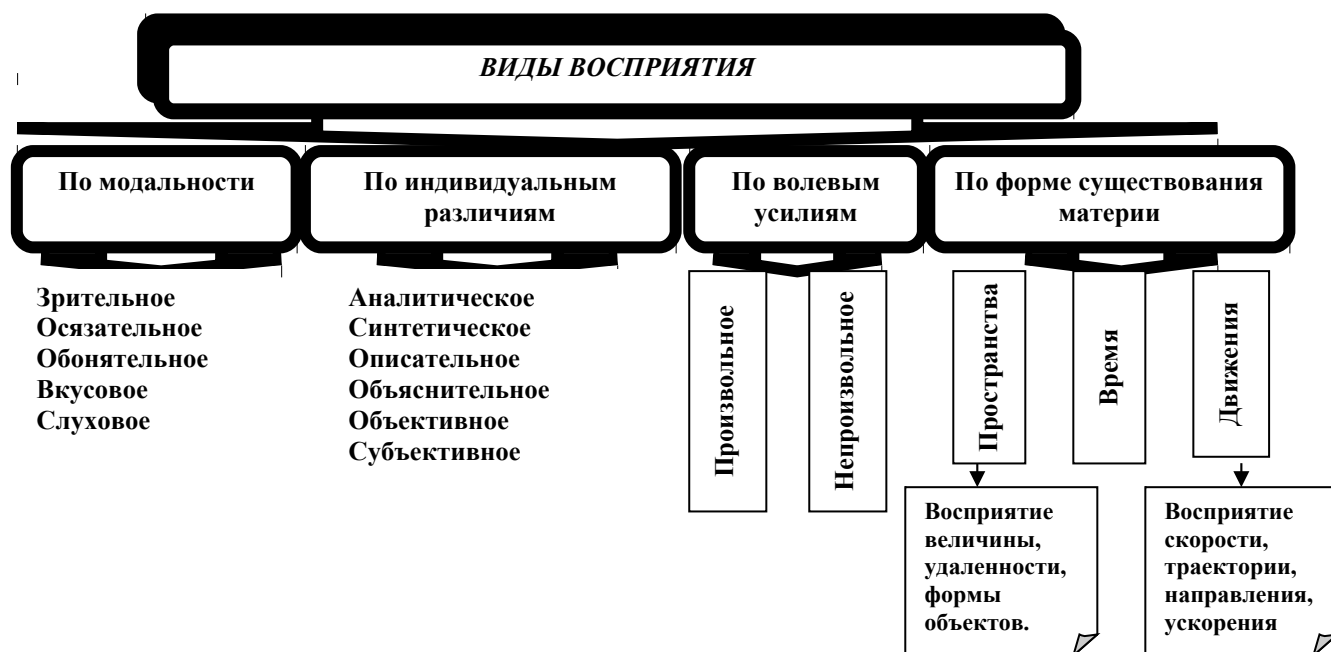 ВИДЫ ВОСПРИЯТИЯ
По модальности
По индивидуальным
различиям
По волевым
усилиям
По форме существования
материи
Зрительное
Осязательное
Обонятельное
Вкусовое
Слуховое
Аналитическое
Синтетическое
Описательное
Объяснительное
Объективное
Субъективное
Произвольное
Непроизвольное
Пространства
Время
Движения
Восприятие
величины,
удаленности,
формы
объектов.
Восприятие
скорости,
траектории,
направления,
ускорения